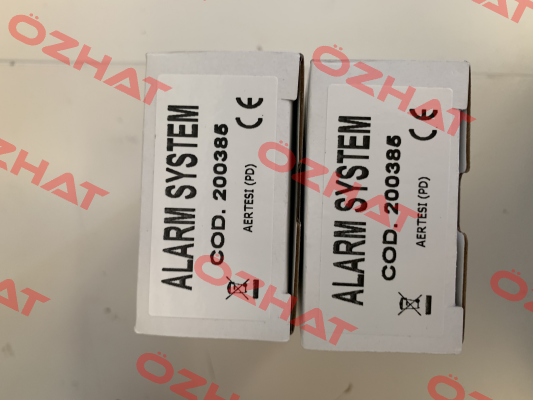 ALARM SYSTEM
COD. 200385
AERTESI (PD)
CE
ALARM SYSTEM
COD. 200385
AERTESI (PD)
CE
ÖZHAT
ÖZHAT
ÖZHAT
ÖZHAT
ÖZHAT
ÖZHAT
ÖZHAT